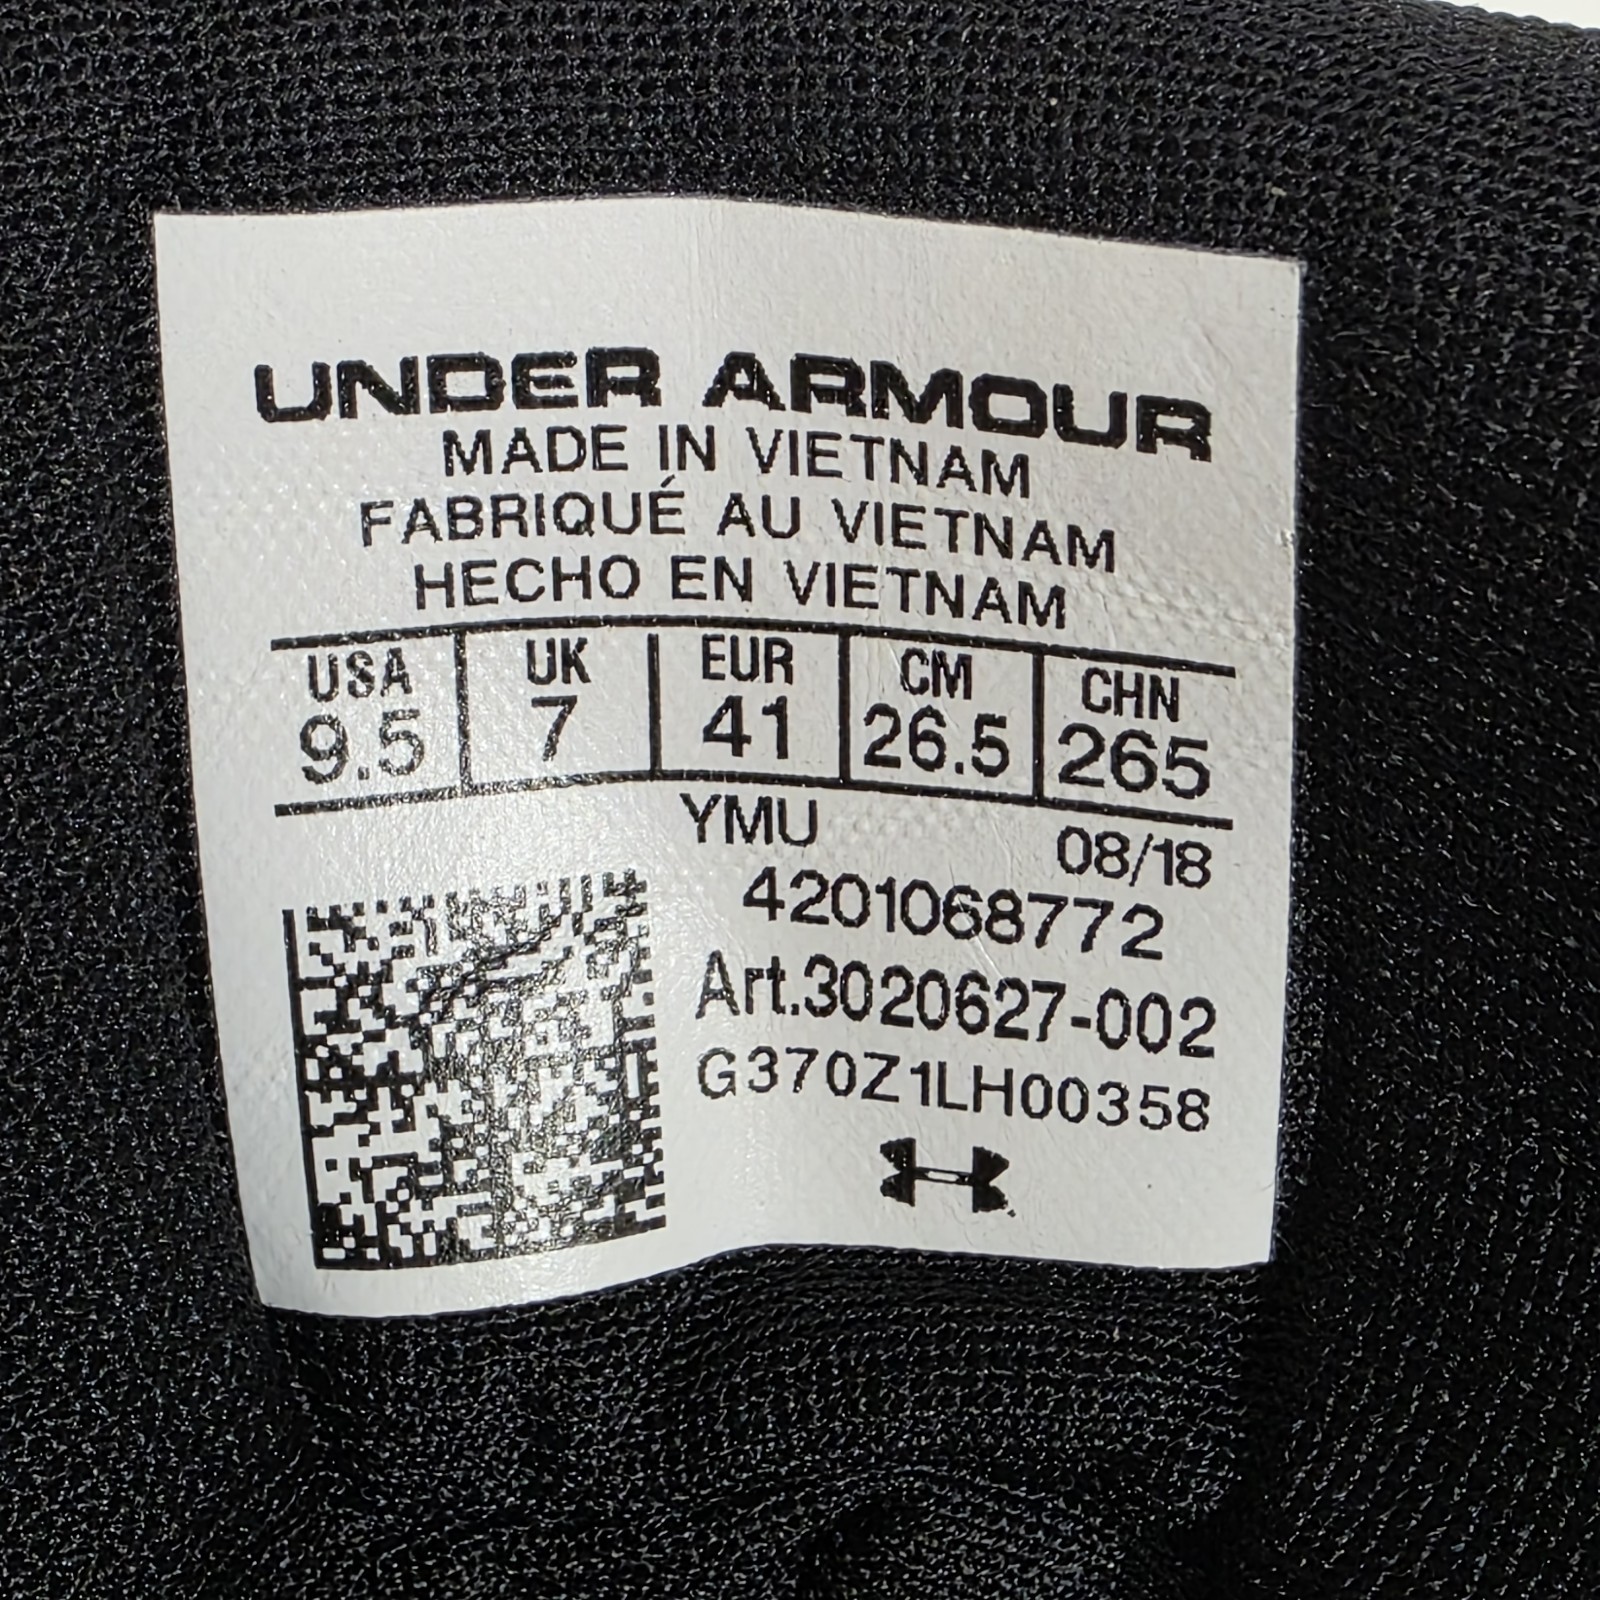 UNDER ARMOUR
MADE IN VIETNAM
FABRIQUÉ AU VIETNAM
HECHO EN VIETNAM
USA UK EUR CM CHN
9.5 7 41 26.5 265
YMU 08/18
4201068772
Art.3020627-002
G370Z1LH00358